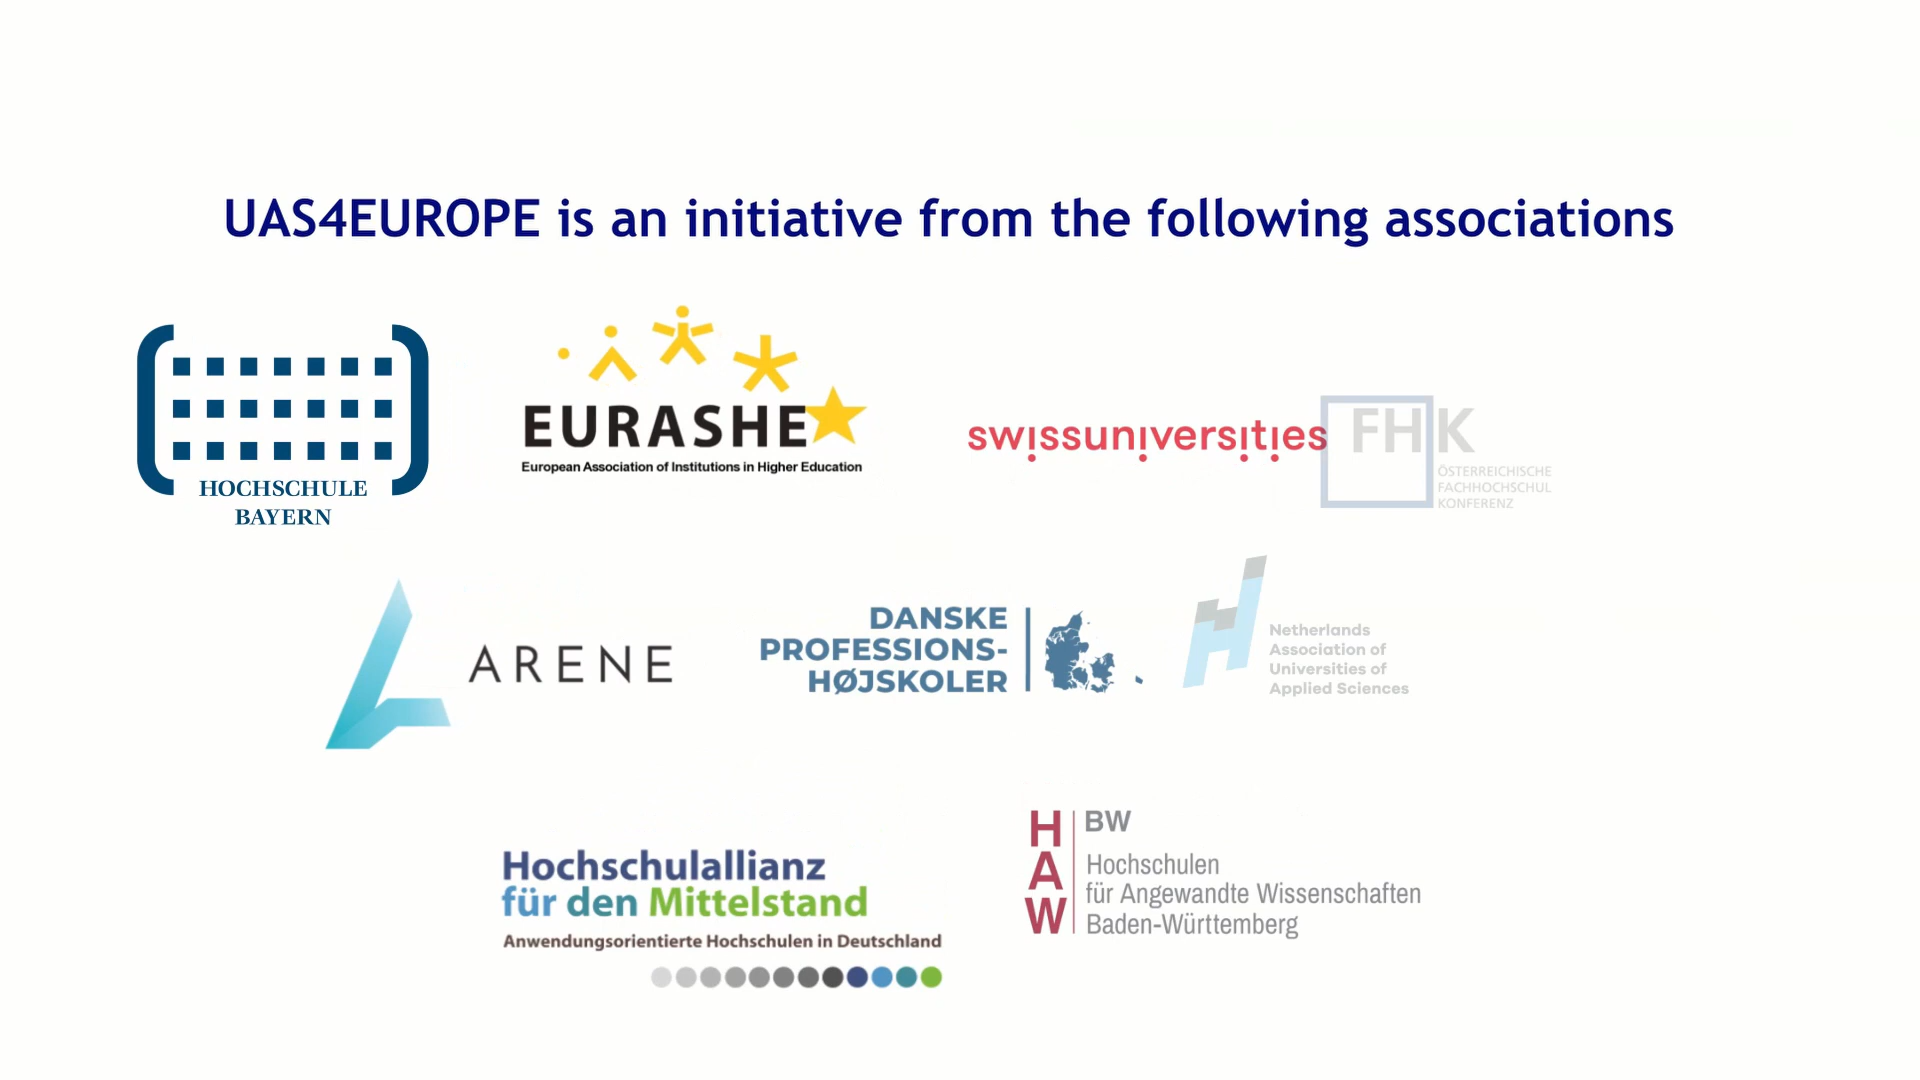 UAS4EUROPE is an initiative from the following associations
HOCHSCHULE
BAYERN
EURASHE
European Association of Institutions in Higher Education
swissuniversities
FHK
ÖSTERREICHISCHE
FACHHOCHSCHUL
KONFERENZ
ARENE
DANSKE
PROFESSIONS-
HØJSKOLER
Netherlands
Association of
Universities of
Applied Sciences
Hochschulallianz
für den Mittelstand
Anwendungsorientierte Hochschulen in Deutschland
HAW
BW
Hochschulen
für Angewandte Wissenschaften
Baden-Württemberg